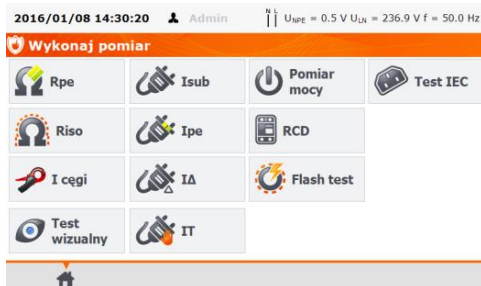 2016/01/08 14:30:20 Admin N L UNPE = 0.5 V ULN = 236.9 V f = 50.0 Hz
Wykonaj pomiar
Rpe Isub Pomiar mocy Test IEC
Riso Ipe RCD
I cęgi IΔ Flash test
Test wizualny IT